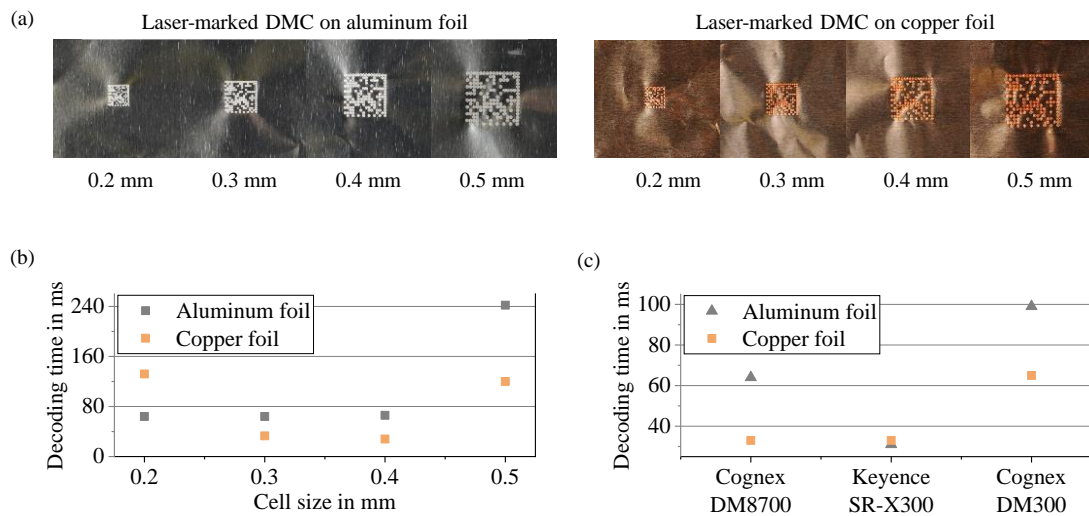 (a)
Laser-marked DMC on aluminum foil
Laser-marked DMC on copper foil
0.2 mm 0.3 mm 0.4 mm 0.5 mm
0.2 mm 0.3 mm 0.4 mm 0.5 mm
(b)
Decoding time in ms
240
160
80
0
Aluminum foil
Copper foil
0.2 0.3 0.4 0.5
Cell size in mm
(c)
Decoding time in ms
100
80
60
40
Aluminum foil
Copper foil
Cognex Keyence Cognex
DM8700 SR-X300 DM300